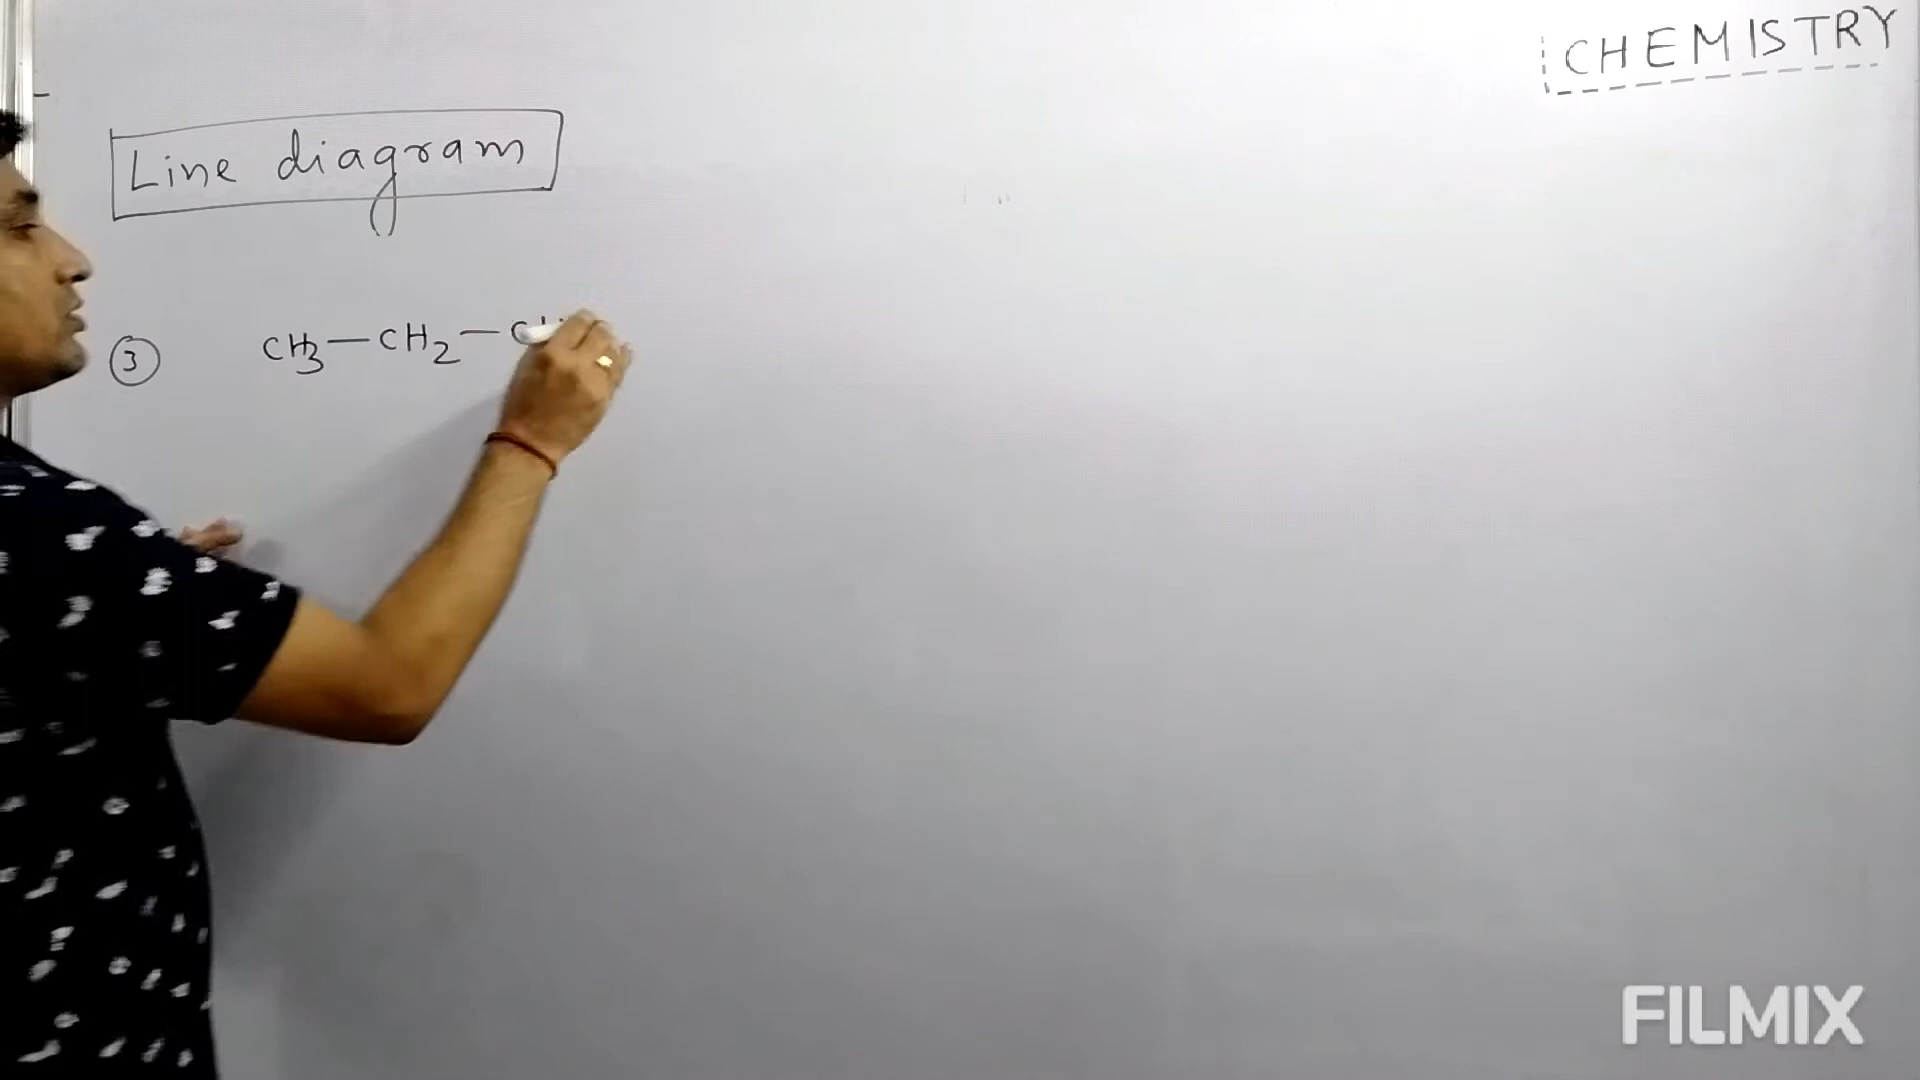 CHEMISTRY
Line diagram
③ CH3—CH2—
FILMIX